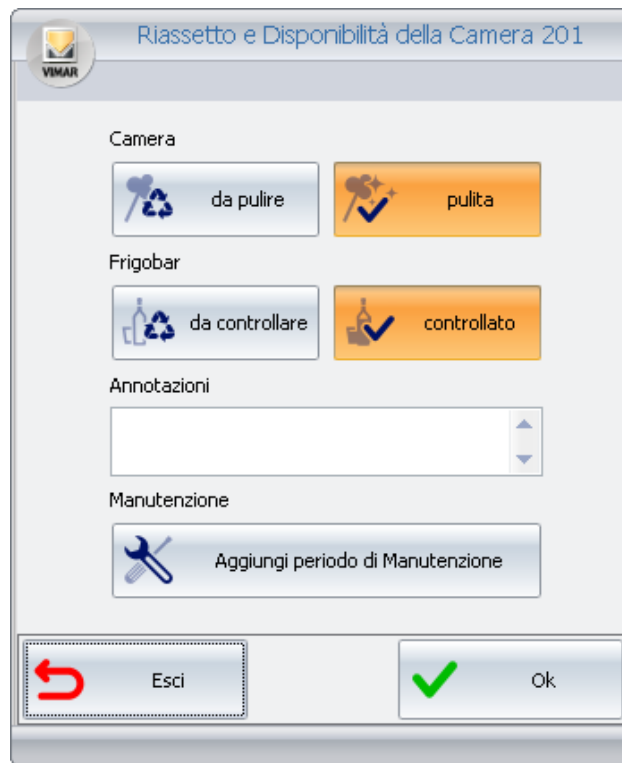 Riassetto e Disponibilità della Camera 201
VIMAR
Camera
da pulire
pulita
Frigobar
da controllare
controllato
Annotazioni
Manutenzione
Aggiungi periodo di Manutenzione
Esci
Ok